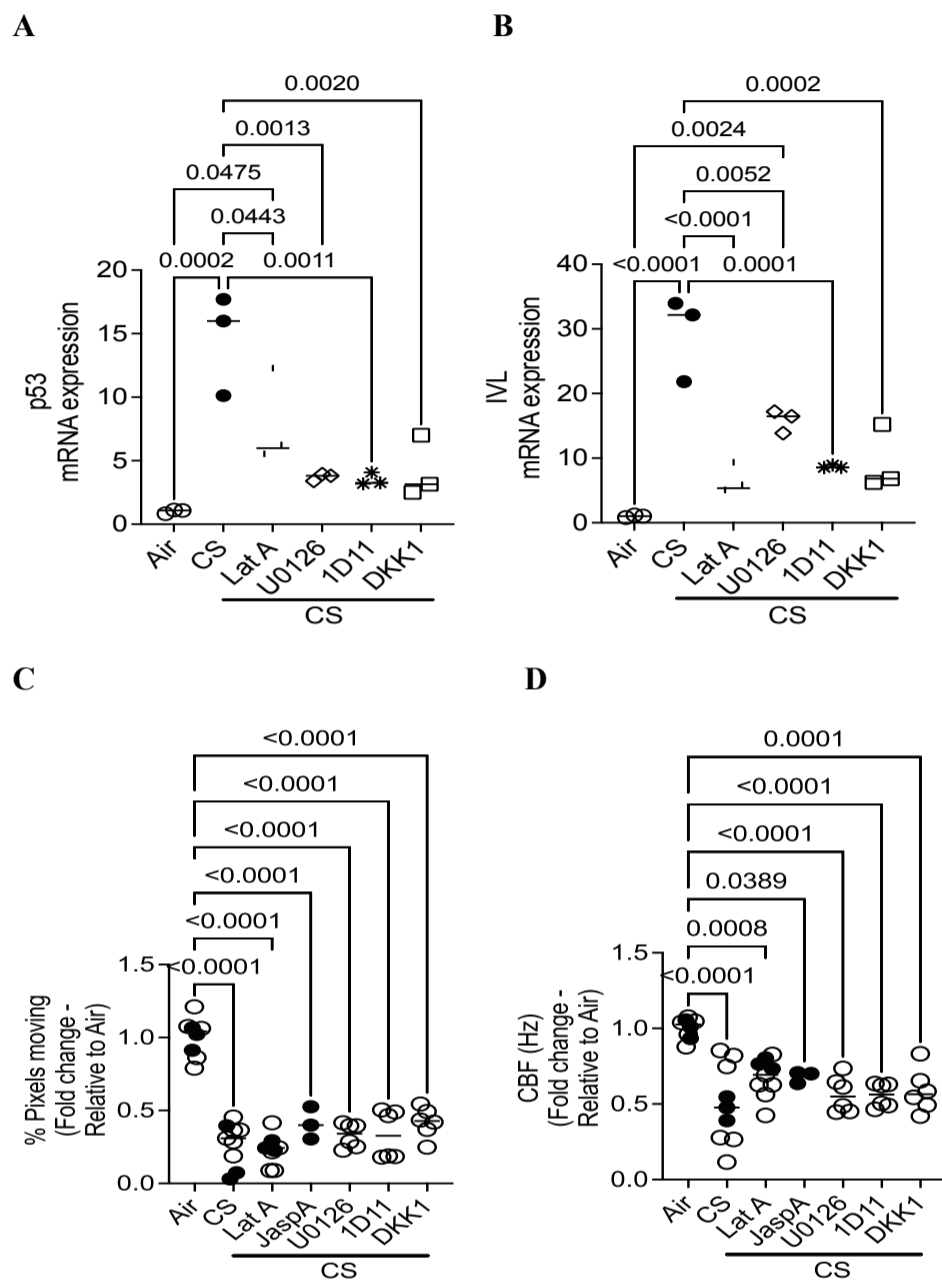 A
0.0020
0.0013
0.0475
0.0443
0.0002 0.0011
20
15
10
5
0
p53
mRNA expression
Air CS Lat A U0126 1D11 DKK1
CS
B
0.0002
0.0024
0.0052
<0.0001
<0.0001 0.0001
40
30
20
10
0
IVL
mRNA expression
Air CS Lat A U0126 1D11 DKK1
CS
C
<0.0001
<0.0001
<0.0001
<0.0001
<0.0001
<0.0001
1.5
1.0
0.5
0.0
% Pixels moving
(Fold change -
Relative to Air)
Air CS Lat A JaspA U0126 1D11 DKK1
CS
D
0.0001
<0.0001
<0.0001
0.0389
0.0008
<0.0001
1.5
1.0
0.5
0.0
CBF (Hz)
(Fold change -
Relative to Air)
Air CS Lat A JaspA U0126 1D11 DKK1
CS